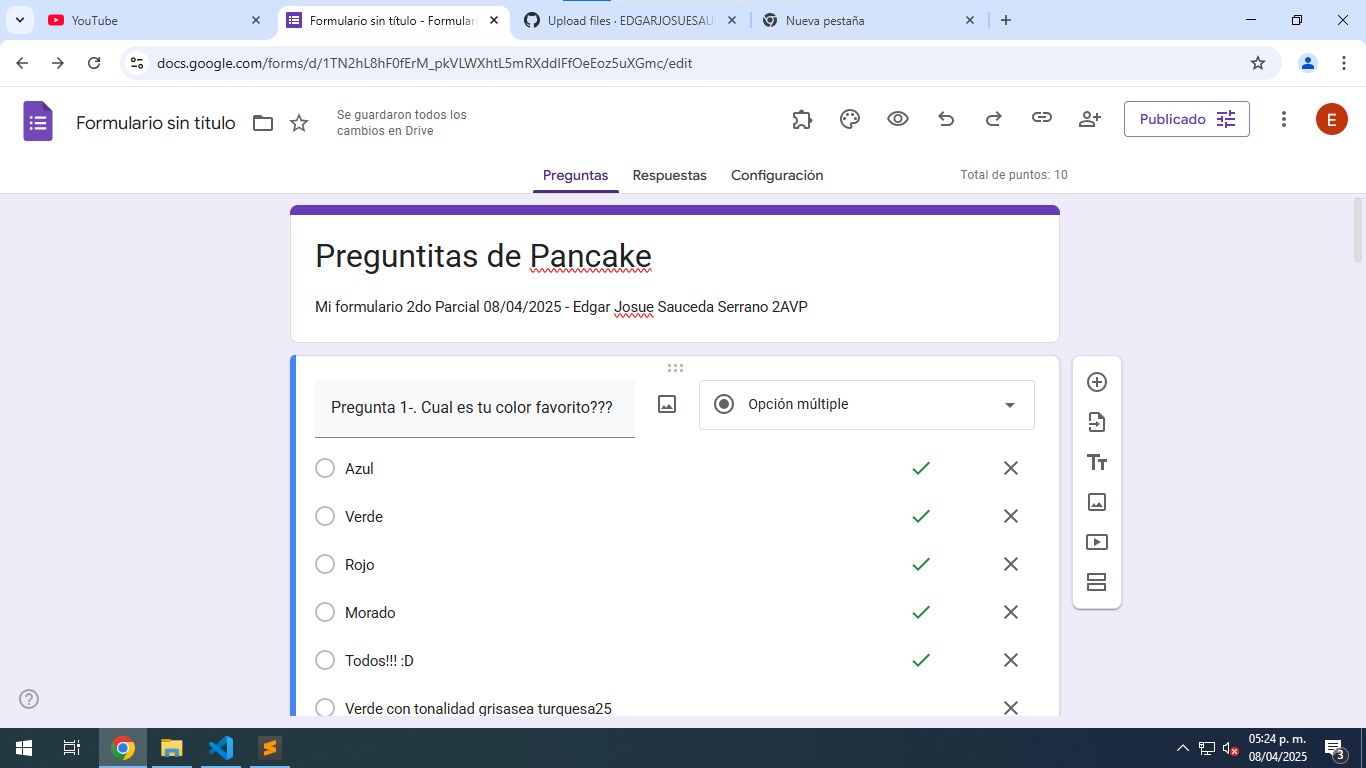 YouTube
Formulario sin título - Formulari
Upload files · EDGARJOSUESAU
Nueva pestaña
docs.google.com/forms/d/1TN2hL8hF0fErM_pkVLWXhtL5mRXddIFfOeEoz5uXGmc/edit
Formulario sin título
Se guardaron todos los
cambios en Drive
Publicado
E
Preguntas
Respuestas
Configuración
Total de puntos: 10
Preguntitas de Pancake
Mi formulario 2do Parcial 08/04/2025 - Edgar Josue Sauceda Serrano 2AVP
Pregunta 1-. Cual es tu color favorito???
Opción múltiple
Azul
Verde
Rojo
Morado
Todos!!! :D
Verde con tonalidad grisasea turquesa25
05:24 p. m.
08/04/2025
3